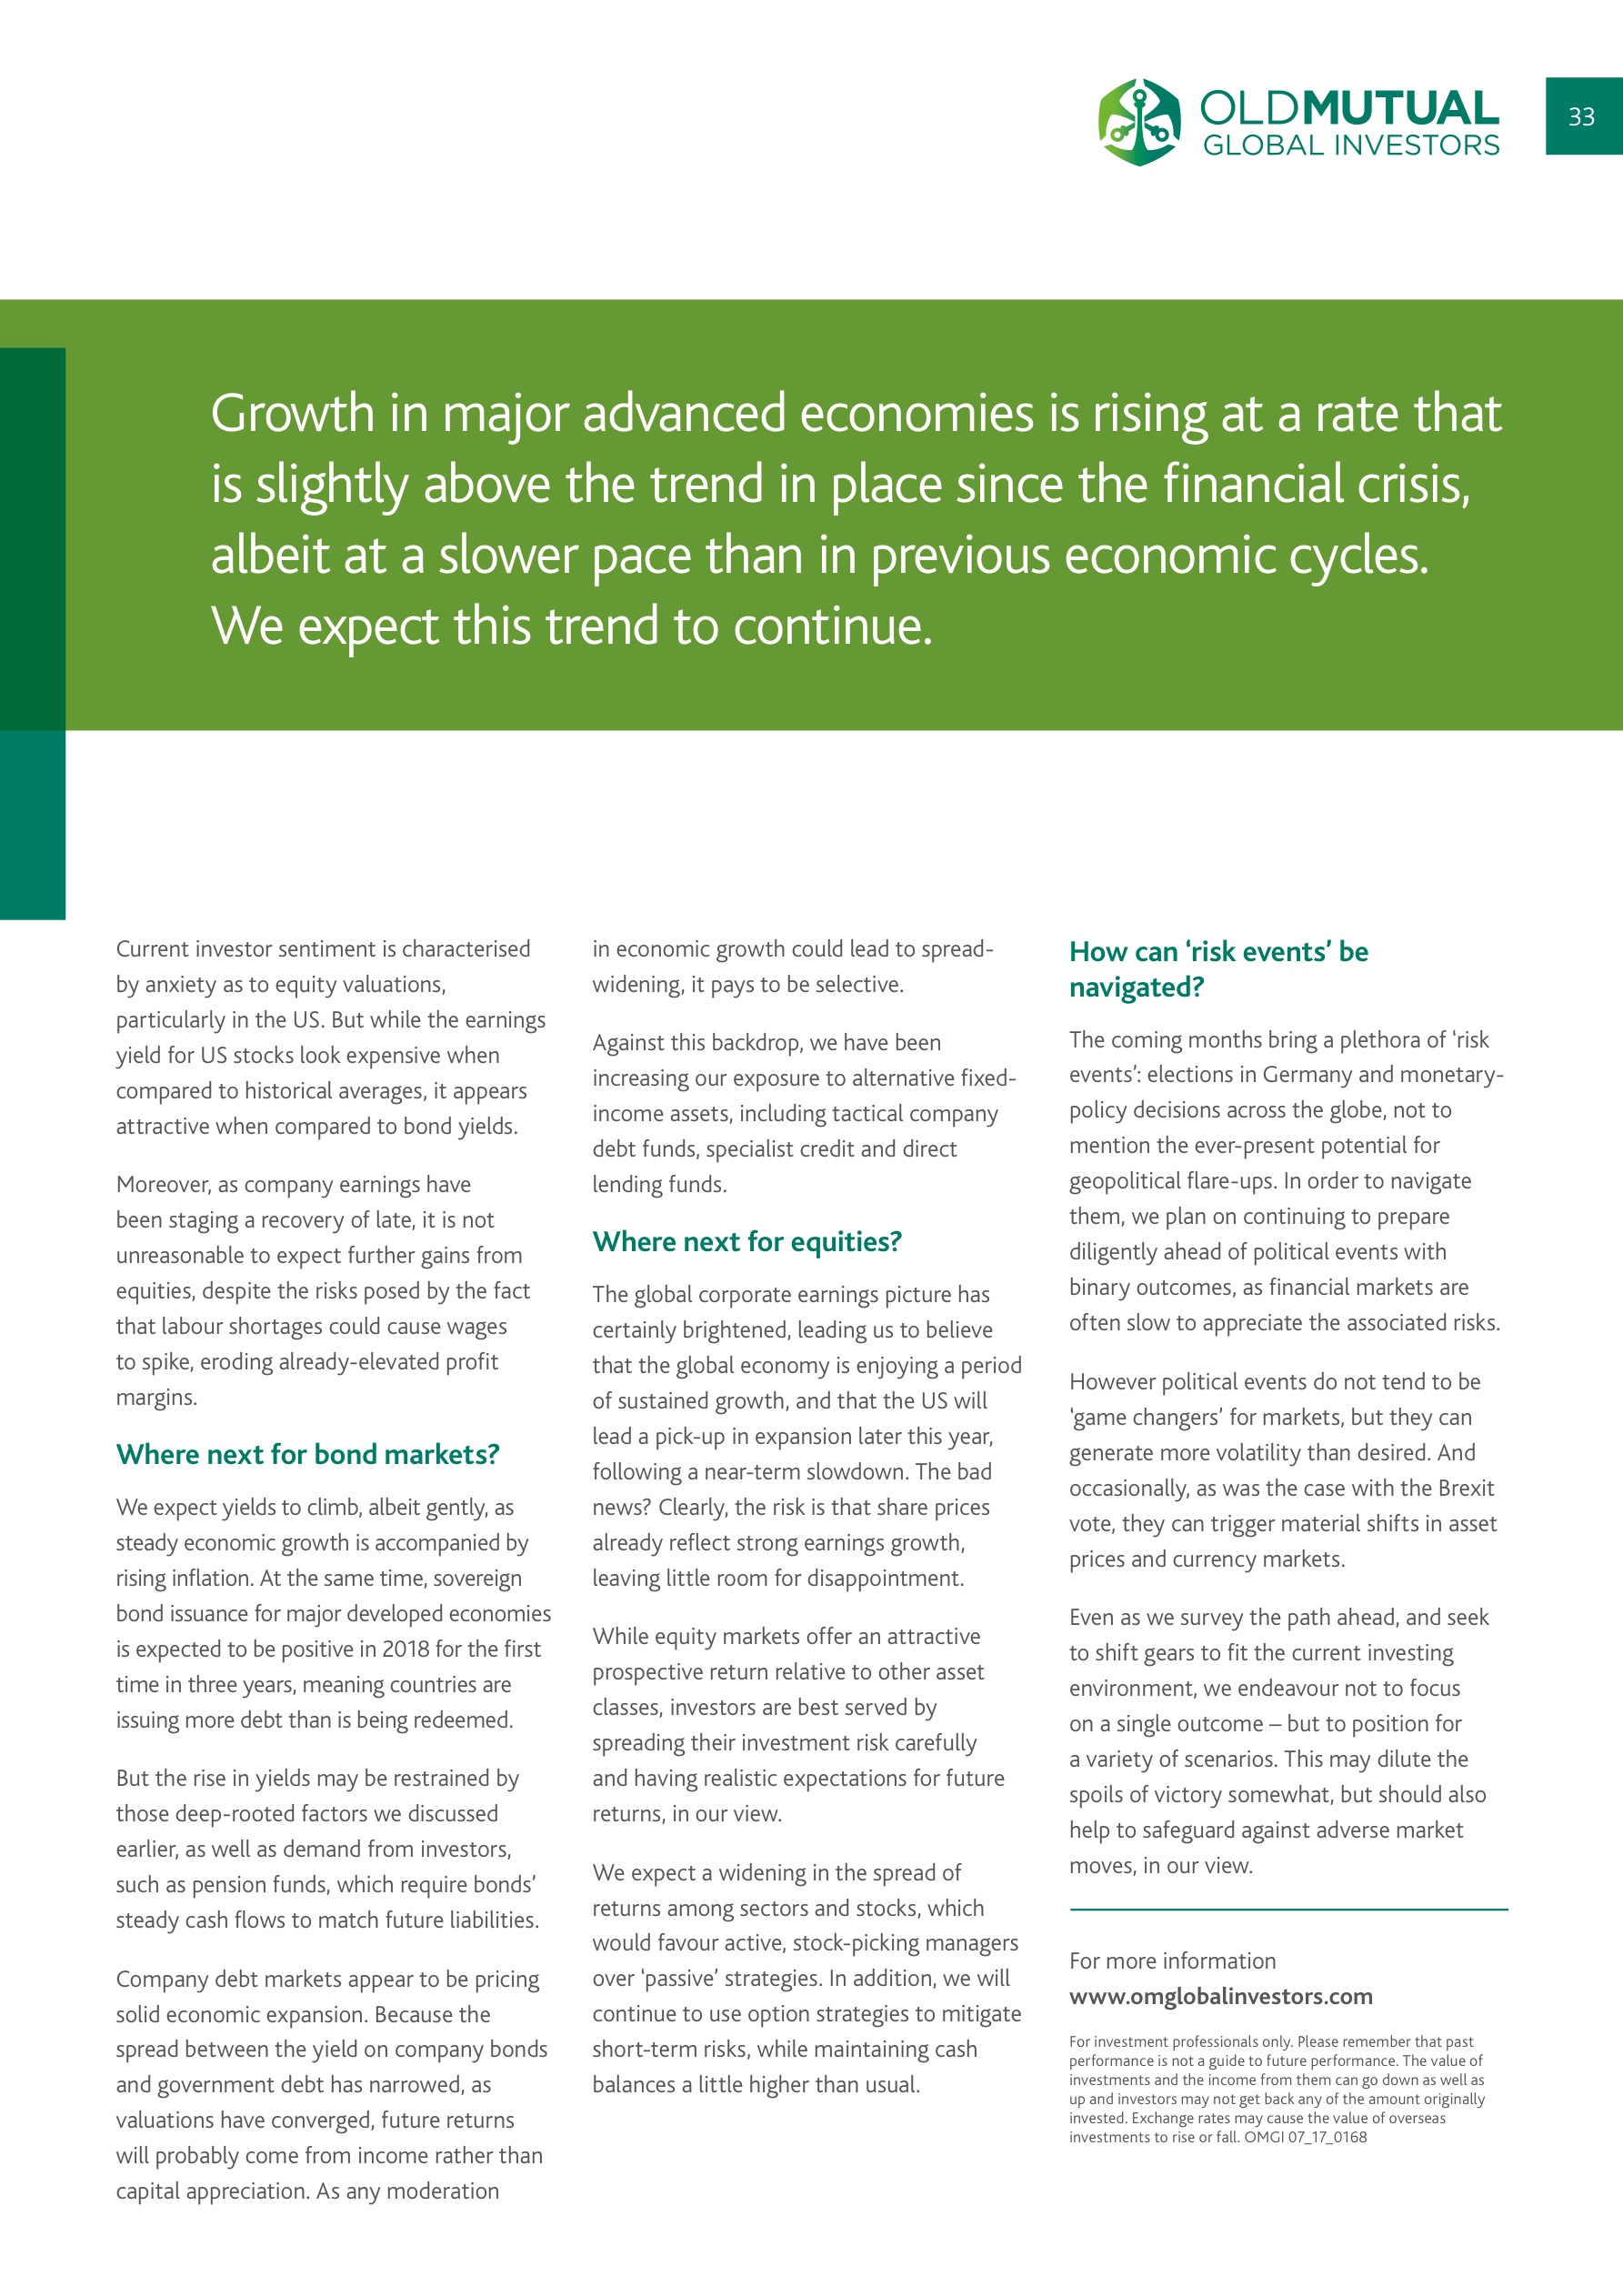 OLDMUTUAL
GLOBAL INVESTORS
33
Growth in major advanced economies is rising at a rate that
is slightly above the trend in place since the financial crisis,
albeit at a slower pace than in previous economic cycles.
We expect this trend to continue.
Current investor sentiment is characterised
by anxiety as to equity valuations,
particularly in the US. But while the earnings
yield for US stocks look expensive when
compared to historical averages, it appears
attractive when compared to bond yields.
Moreover, as company earnings have
been staging a recovery of late, it is not
unreasonable to expect further gains from
equities, despite the risks posed by the fact
that labour shortages could cause wages
to spike, eroding already-elevated profit
margins.
Where next for bond markets?
We expect yields to climb, albeit gently, as
steady economic growth is accompanied by
rising inflation. At the same time, sovereign
bond issuance for major developed economies
is expected to be positive in 2018 for the first
time in three years, meaning countries are
issuing more debt than is being redeemed.
But the rise in yields may be restrained by
those deep-rooted factors we discussed
earlier, as well as demand from investors,
such as pension funds, which require bonds’
steady cash flows to match future liabilities.
Company debt markets appear to be pricing
solid economic expansion. Because the
spread between the yield on company bonds
and government debt has narrowed, as
valuations have converged, future returns
will probably come from income rather than
capital appreciation. As any moderation
in economic growth could lead to spread-
widening, it pays to be selective.
Against this backdrop, we have been
increasing our exposure to alternative fixed-
income assets, including tactical company
debt funds, specialist credit and direct
lending funds.
Where next for equities?
The global corporate earnings picture has
certainly brightened, leading us to believe
that the global economy is enjoying a period
of sustained growth, and that the US will
lead a pick-up in expansion later this year,
following a near-term slowdown. The bad
news? Clearly, the risk is that share prices
already reflect strong earnings growth,
leaving little room for disappointment.
While equity markets offer an attractive
prospective return relative to other asset
classes, investors are best served by
spreading their investment risk carefully
and having realistic expectations for future
returns, in our view.
We expect a widening in the spread of
returns among sectors and stocks, which
would favour active, stock-picking managers
over ‘passive’ strategies. In addition, we will
continue to use option strategies to mitigate
short-term risks, while maintaining cash
balances a little higher than usual.
How can ‘risk events’ be
navigated?
The coming months bring a plethora of ‘risk
events’: elections in Germany and monetary-
policy decisions across the globe, not to
mention the ever-present potential for
geopolitical flare-ups. In order to navigate
them, we plan on continuing to prepare
diligently ahead of political events with
binary outcomes, as financial markets are
often slow to appreciate the associated risks.
However political events do not tend to be
‘game changers’ for markets, but they can
generate more volatility than desired. And
occasionally, as was the case with the Brexit
vote, they can trigger material shifts in asset
prices and currency markets.
Even as we survey the path ahead, and seek
to shift gears to fit the current investing
environment, we endeavour not to focus
on a single outcome – but to position for
a variety of scenarios. This may dilute the
spoils of victory somewhat, but should also
help to safeguard against adverse market
moves, in our view.
For more information
www.omglobalinvestors.com
For investment professionals only. Please remember that past
performance is not a guide to future performance. The value of
investments and the income from them can go down as well as
up and investors may not get back any of the amount originally
invested. Exchange rates may cause the value of overseas
investments to rise or fall. OMGI 07_17_0168